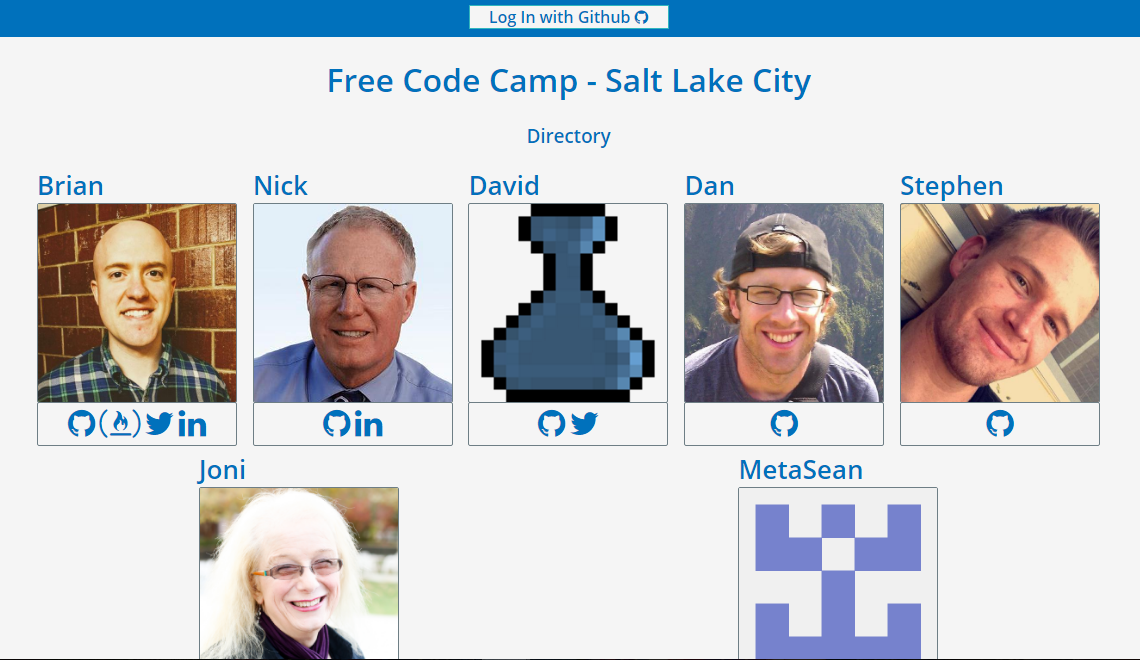 Log In with Github
Free Code Camp - Salt Lake City
Directory
Brian
Nick
David
Dan
Stephen
Joni
MetaSean